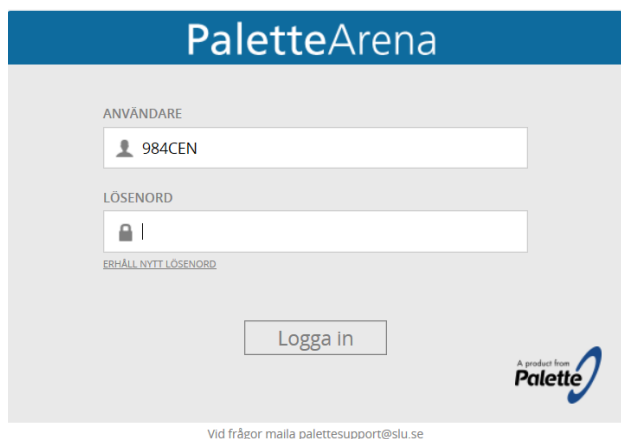 PaletteArena
ANVÄNDARE
984CEN
LÖSENORD
ERHÅLL NYTT LÖSENORD
Logga in
A product from
Palette
Vid frågor maila palettesupport@slu.se